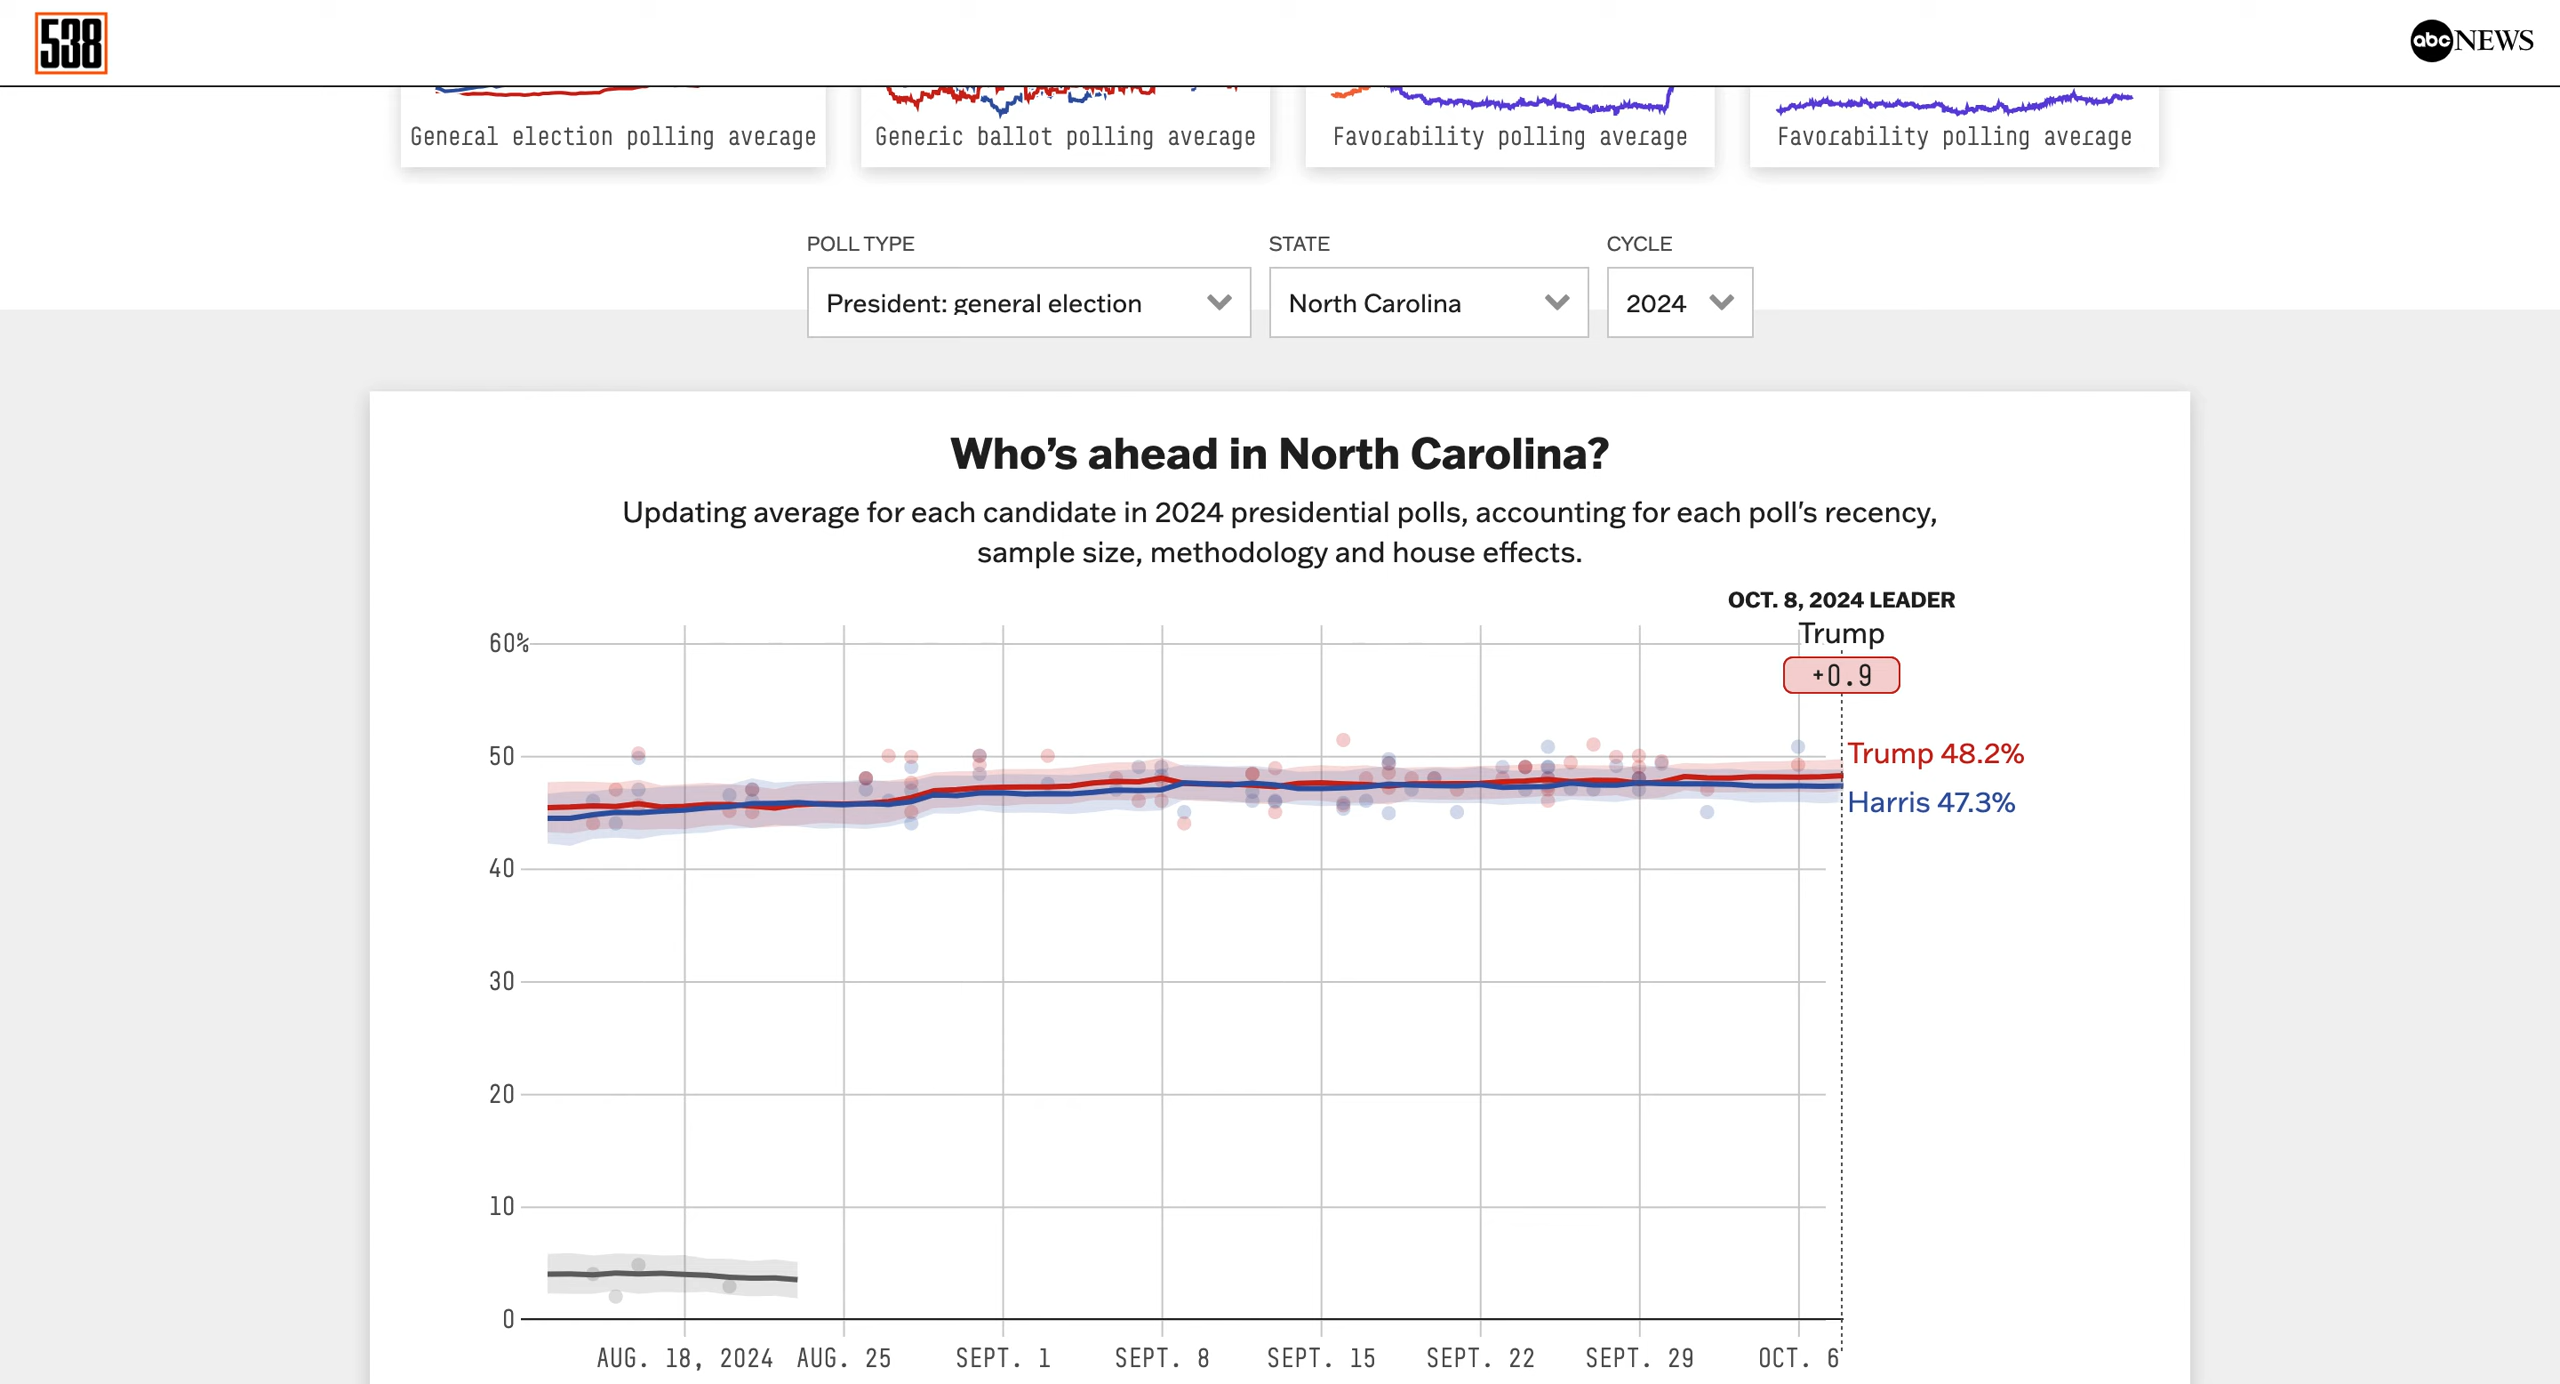 538
abc NEWS
General election polling average
Generic ballot polling average
Favorability polling average
Favorability polling average
POLL TYPE
STATE
CYCLE
President: general election
North Carolina
2024
Who's ahead in North Carolina?
Updating average for each candidate in 2024 presidential polls, accounting for each poll's recency,
sample size, methodology and house effects.
OCT. 8, 2024 LEADER
Trump
+0.9
60%
50
40
30
20
10
0
Trump 48.2%
Harris 47.3%
AUG. 18, 2024
AUG. 25
SEPT. 1
SEPT. 8
SEPT. 15
SEPT. 22
SEPT. 29
OCT. 6